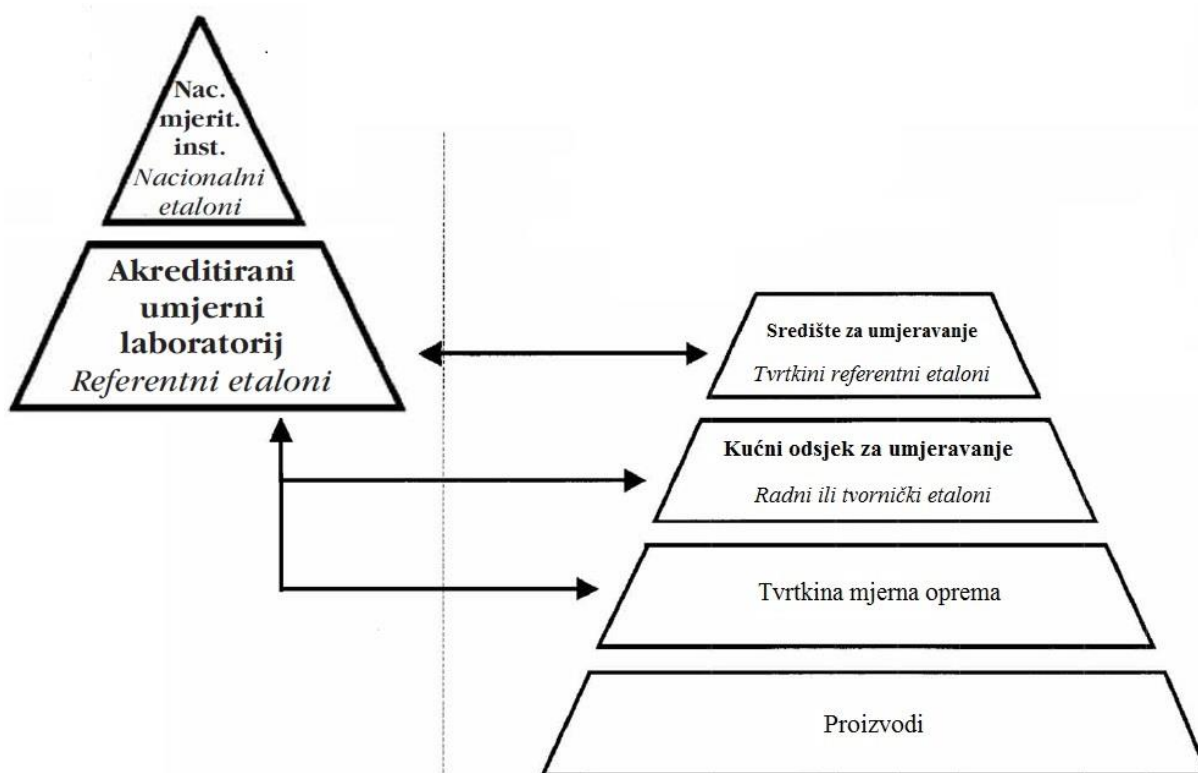 Nac.
mjerit.
inst.
Nacionalni
etaloni
Akreditirani
umjerni
laboratorij
Referentni etaloni
Središte za umjeravanje
Tvrtkini referentni etaloni
Kućni odsjek za umjeravanje
Radni ili tvornički etaloni
Tvrtkina mjerna oprema
Proizvodi